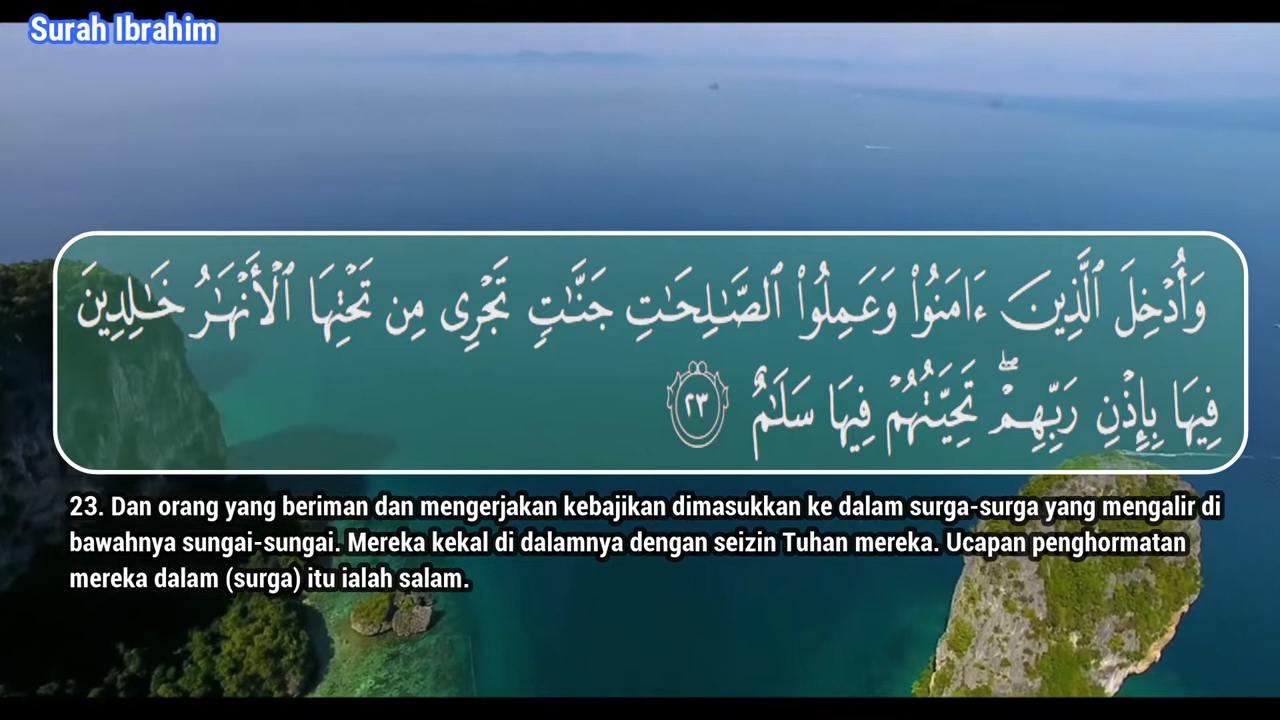 Surah Ibrahim
وَأُدْخِلَ ٱلَّذِينَ ءَامَنُوا۟ وَعَمِلُوا۟ ٱلصَّـٰلِحَـٰتِ جَنَّـٰتٍ تَجْرِى مِن تَحْتِهَا ٱلْأَنْهَـٰرُ خَـٰلِدِينَ
فِيهَا بِإِذْنِ رَبِّهِمْ ۖ تَحِيَّتُهُمْ فِيهَا سَلَـٰمٌ ٢٣
23. Dan orang yang beriman dan mengerjakan kebajikan dimasukkan ke dalam surga-surga yang mengalir di
bawahnya sungai-sungai. Mereka kekal di dalamnya dengan seizin Tuhan mereka. Ucapan penghormatan
mereka dalam (surga) itu ialah salam.